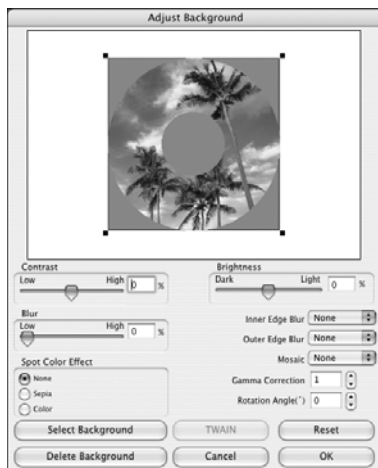 Adjust Background
Contrast
Low High 0 %
Brightness
Dark Light 0 %
Blur
Low High 0 %
Inner Edge Blur None
Outer Edge Blur None
Mosaic None
Spot Color Effect
None
Sepia
Color
Gamma Correction 1
Rotation Angle(°) 0
Select Background TWAIN Reset
Delete Background Cancel OK